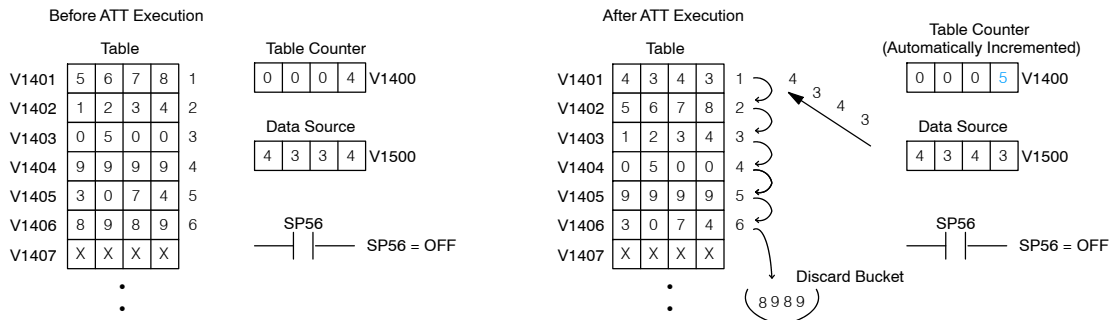 Before ATT Execution
Table
V1401 5 6 7 8 1
V1402 1 2 3 4 2
V1403 0 5 0 0 3
V1404 9 9 9 9 4
V1405 3 0 7 4 5
V1406 8 9 8 9 6
V1407 X X X X
Table Counter
0 0 0 4 V1400
Data Source
4 3 3 4 V1500
SP56
SP56 = OFF
After ATT Execution
Table
V1401 4 3 4 3 1
V1402 5 6 7 8 2
V1403 1 2 3 4 3
V1404 0 5 0 0 4
V1405 9 9 9 9 5
V1406 3 0 7 4 6
V1407 X X X X
4 3 4 3
Discard Bucket
8 9 8 9
Table Counter
(Automatically Incremented)
0 0 0 5 V1400
Data Source
4 3 4 3 V1500
SP56
SP56 = OFF